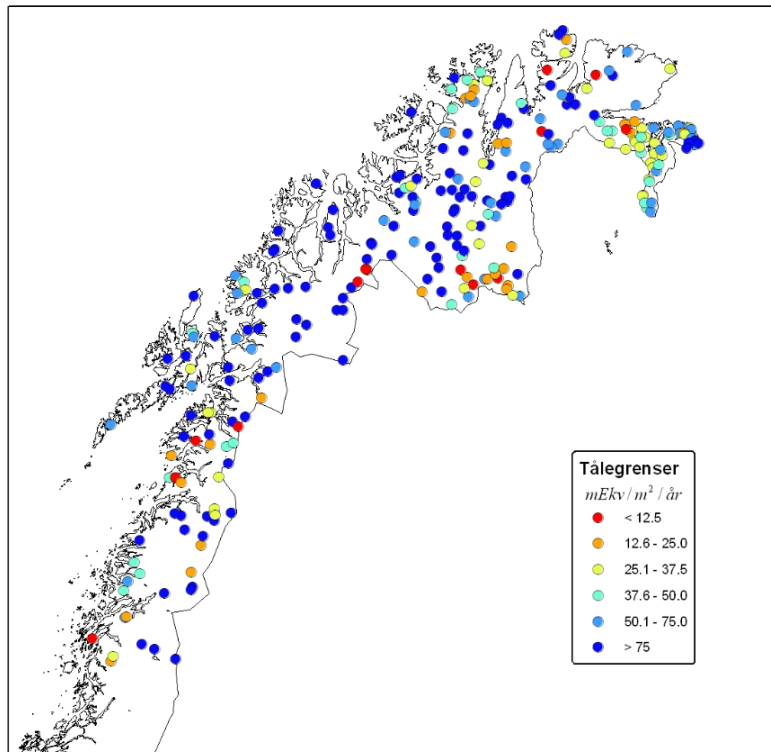 Tålegrenser
mEkv / m² / år
< 12.5
12.6 - 25.0
25.1 - 37.5
37.6 - 50.0
50.1 - 75.0
> 75